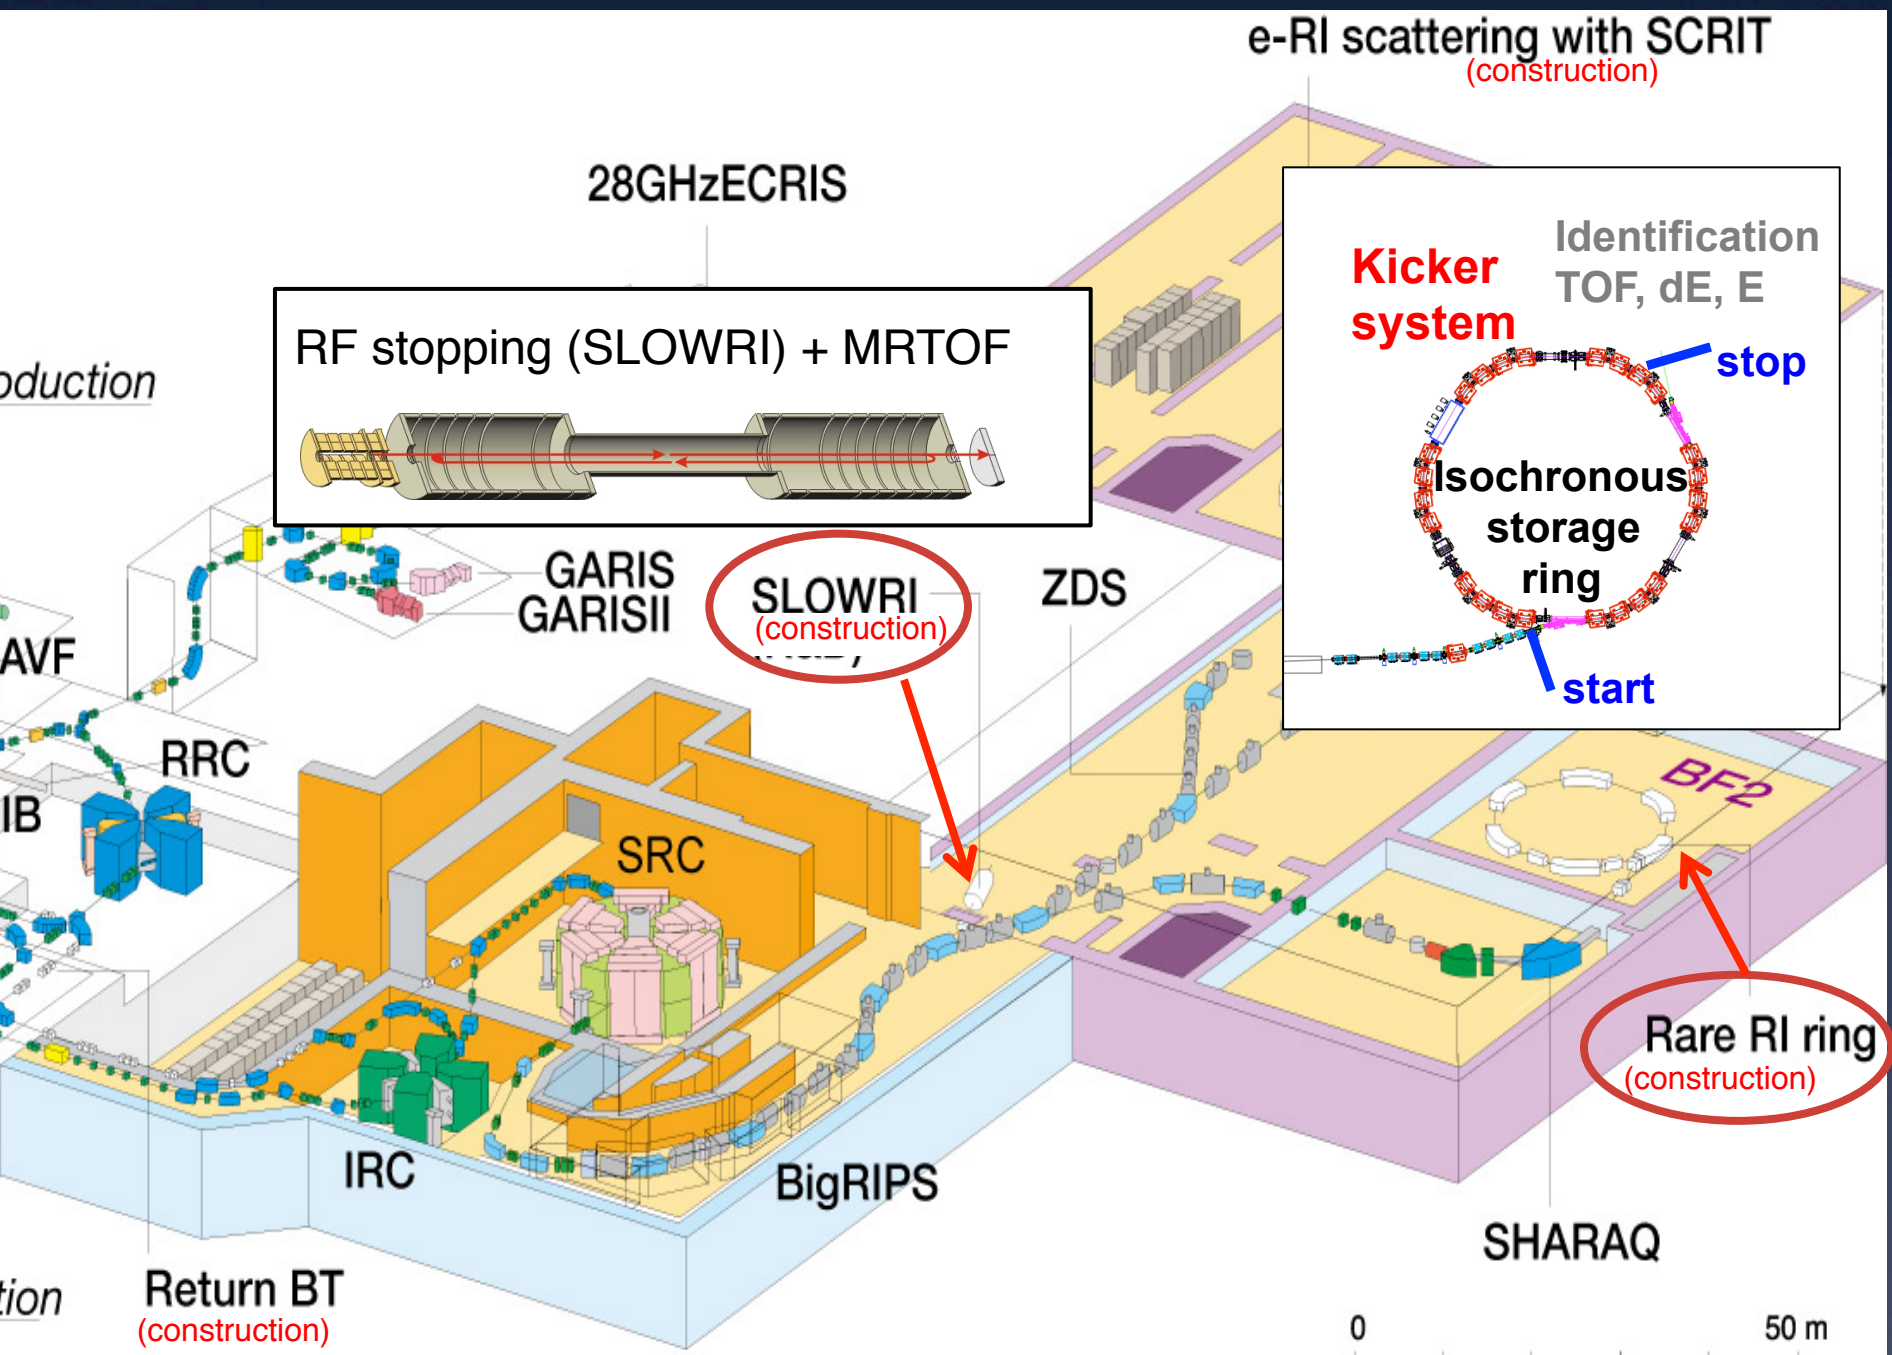 e-RI scattering with SCRIT
(construction)
28GHzECRIS
Kicker
system
Identification
TOF, dE, E
stop
Isochronous
storage
ring
start
RF stopping (SLOWRI) + MRTOF
oduction
GARIS
GARISII
SLOWRI
(construction)
ZDS
AVF
RRC
IB
SRC
BF2
Rare RI ring
(construction)
IRC
BigRIPS
SHARAQ
Return BT
(construction)
tion
0
50 m